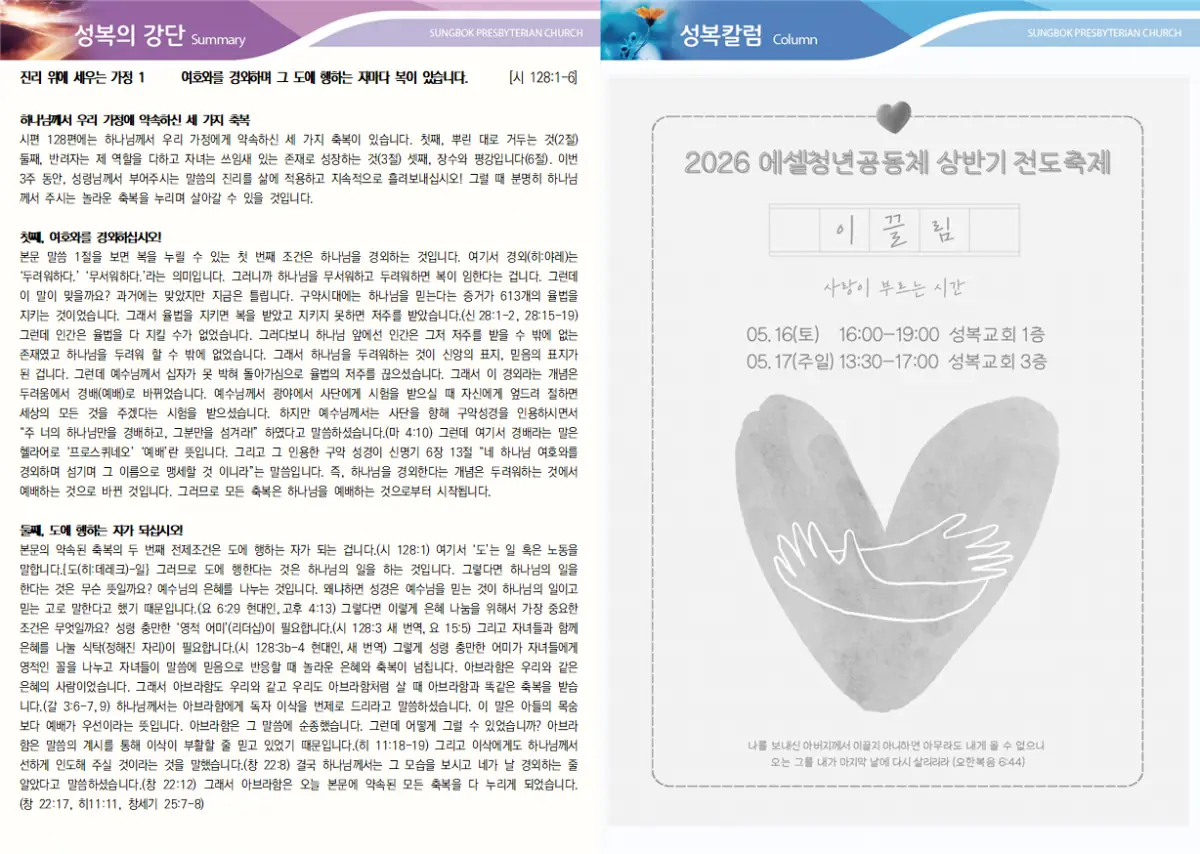 성복의 강단 Summary
SUNGBOK PRESBYTERIAN CHURCH
진리 위에 세우는 가정 1 여호와를 경외하며 그 도에 행하는 자마다 복이 있습니다. [시 128:1-6]
하나님께서 우리 가정에 약속하신 세 가지 축복
시편 128편에는 하나님께서 우리 가정에게 약속하신 세 가지 축복이 있습니다. 첫째, 뿌린 대로 거두는 것(2절)
둘째, 반려자는 제 역할을 다하고 자녀는 쓰임새 있는 존재로 성장하는 것(3절) 셋째, 장수와 평강입니다(6절). 이번
3주 동안, 성령님께서 부어주시는 말씀의 진리를 삶에 적용하고 지속적으로 흘려보내십시오! 그럴 때 분명히 하나님
께서 주시는 놀라운 축복을 누리며 살아갈 수 있을 것입니다.
첫째, 여호와를 경외하십시오!
본문 말씀 1절을 보면 복을 누릴 수 있는 첫 번째 조건은 하나님을 경외하는 것입니다. 여기서 경외(히:야레)는
‘두려워하다.’ ‘무서워하다.’라는 의미입니다. 그러니까 하나님을 무서워하고 두려워하면 복이 임한다는 겁니다. 그런데
이 말이 맞을까요? 과거에는 맞았지만 지금은 틀립니다. 구약시대에는 하나님을 믿는다는 증거가 613개의 율법을
지키는 것이었습니다. 그래서 율법을 지키면 복을 받았고 지키지 못하면 저주를 받았습니다.(신 28:1-2, 28:15-19)
그런데 인간은 율법을 다 지킬 수가 없었습니다. 그러다보니 하나님 앞에서 인간은 그저 저주를 받을 수 밖에 없는
존재였고 하나님을 두려워 할 수 밖에 없었습니다. 그래서 하나님을 두려워하는 것이 신앙의 표지, 믿음의 표지가
된 겁니다. 그런데 예수님께서 십자가 못 박혀 돌아가심으로 율법의 저주를 끊으셨습니다. 그래서 이 경외라는 개념은
두려움에서 경배(예배)로 바뀌었습니다. 예수님께서 광야에서 사단에게 시험을 받으실 때 자신에게 엎드려 절하면
세상의 모든 것을 주겠다는 시험을 받으셨습니다. 하지만 예수님께서는 사단을 향해 구약성경을 인용하시면서
“주 너의 하나님만을 경배하고, 그분만을 섬겨라!” 하였다고 말씀하셨습니다.(마 4:10) 그런데 여기서 경배라는 말은
헬라어로 ‘프로스퀴네오’ ‘예배’란 뜻입니다. 그리고 그 인용한 구약 성경이 신명기 6장 13절 “네 하나님 여호와를
경외하며 섬기며 그 이름으로 맹세할 것 이니라”는 말씀입니다. 즉, 하나님을 경외한다는 개념은 두려워하는 것에서
예배하는 것으로 바뀐 것입니다. 그러므로 모든 축복은 하나님을 예배하는 것으로부터 시작됩니다.
둘째, 도에 행하는 자가 되십시오!
본문의 약속된 축복의 두 번째 전제조건은 도에 행하는 자가 되는 겁니다.(시 128:1) 여기서 ‘도’는 일 혹은 노동을
말합니다.[도(히:데레크)-일] 그러므로 도에 행한다는 것은 하나님의 일을 하는 것입니다. 그렇다면 하나님의 일을
한다는 것은 무슨 뜻일까요? 예수님의 은혜를 나누는 것입니다. 왜냐하면 성경은 예수님을 믿는 것이 하나님의 일이고
믿는 고로 말한다고 했기 때문입니다.(요 6:29 현대인, 고후 4:13) 그렇다면 이렇게 은혜 나눔을 위해서 가장 중요한
조건은 무엇일까요? 성령 충만한 ‘영적 어미’(리더십)이 필요합니다.(시 128:3 새 번역, 요 15:5) 그리고 자녀들과 함께
은혜를 나눌 식탁(정해진 자리)이 필요합니다.(시 128:3b-4 현대인, 새 번역) 그렇게 성령 충만한 어미가 자녀들에게
영적인 꼴을 나누고 자녀들이 말씀에 믿음으로 반응할 때 놀라운 은혜와 축복이 넘칩니다. 아브라함은 우리와 같은
은혜의 사람이었습니다. 그래서 아브라함도 우리와 같고 우리도 아브라함처럼 살 때 아브라함과 똑같은 축복을 받습
니다.(갈 3:6-7, 9) 하나님께서는 아브라함에게 독자 이삭을 번제로 드리라고 말씀하셨습니다. 이 말은 아들의 목숨
보다 예배가 우선이라는 뜻입니다. 아브라함은 그 말씀에 순종했습니다. 그런데 어떻게 그럴 수 있었습니까? 아브라
함은 말씀의 계시를 통해 이삭이 부활할 줄 믿고 있었기 때문입니다.(히 11:18-19) 그리고 이삭에게도 하나님께서
선하게 인도해 주실 것이라는 것을 말했습니다.(창 22:8) 결국 하나님께서는 그 모습을 보시고 네가 날 경외하는 줄
알았다고 말씀하셨습니다.(창 22:12) 그래서 아브라함은 오늘 본문에 약속된 모든 축복을 다 누리게 되었습니다.
(창 22:17, 히11:11, 창세기 25:7-8)
성복칼럼 Column
SUNGBOK PRESBYTERIAN CHURCH
2026 에셀청년공동체 상반기 전도축제
이끌림
사랑이 부르는 시간
05.16(토) 16:00-19:00 성복교회 1층
05.17(주일) 13:30-17:00 성복교회 3층
나를 보내신 아버지께서 이끌지 아니하면 아무라도 내게 올 수 없으니
오는 그를 내가 마지막 날에 다시 살리리라 (요한복음 6:44)